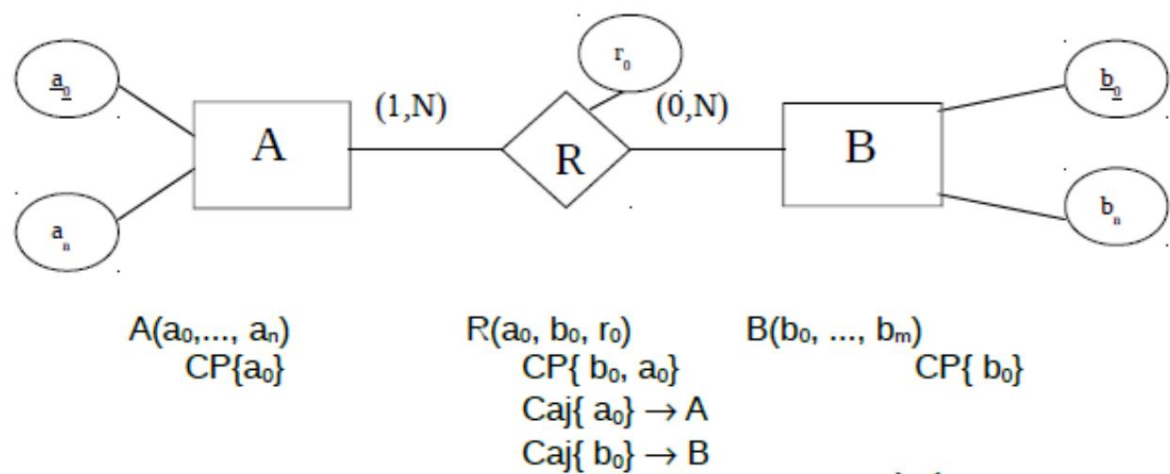 r₀
a₀
(1,N)
(0,N)
b₀
A
R
B
aₙ
bₙ
A(a₀,..., aₙ)
R(a₀, b₀, r₀)
B(b₀, ..., bₘ)
CP{a₀}
CP{ b₀, a₀}
CP{ b₀}
Caj{ a₀} → A
Caj{ b₀} → B